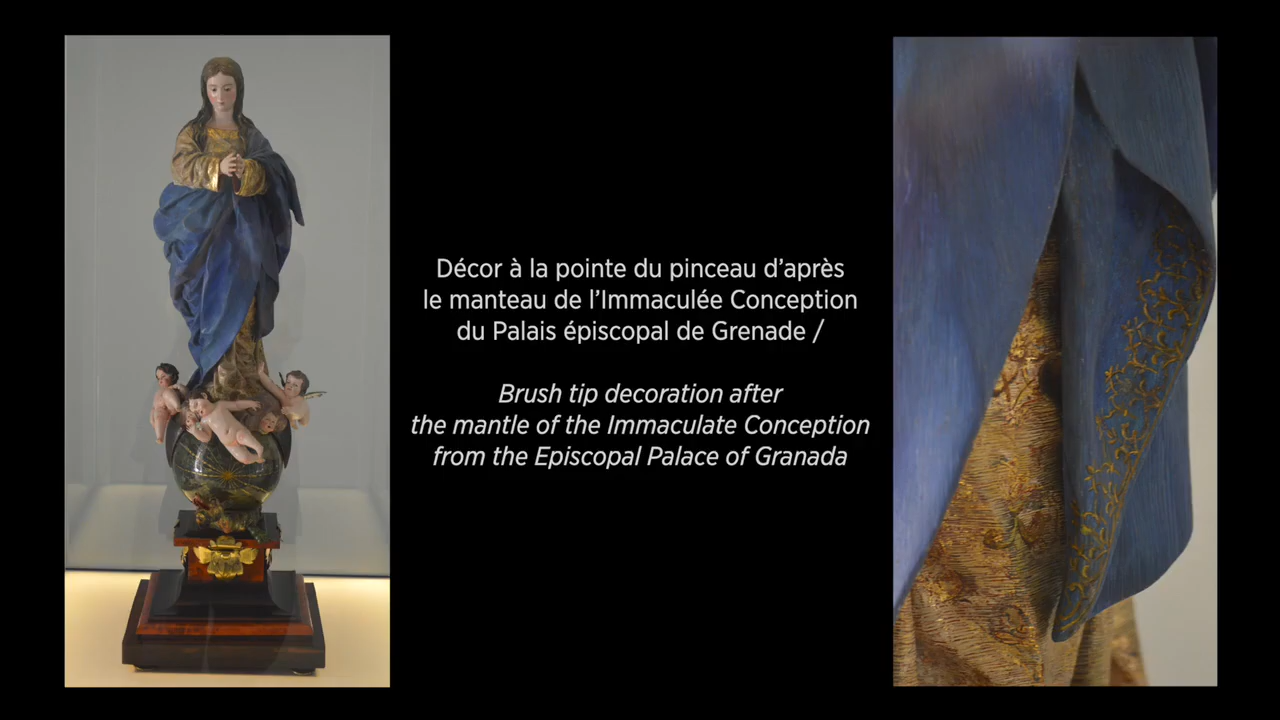 Décor à la pointe du pinceau d’après
le manteau de l’Immaculée Conception
du Palais épiscopal de Grenade /
Brush tip decoration after
the mantle of the Immaculate Conception
from the Episcopal Palace of Granada